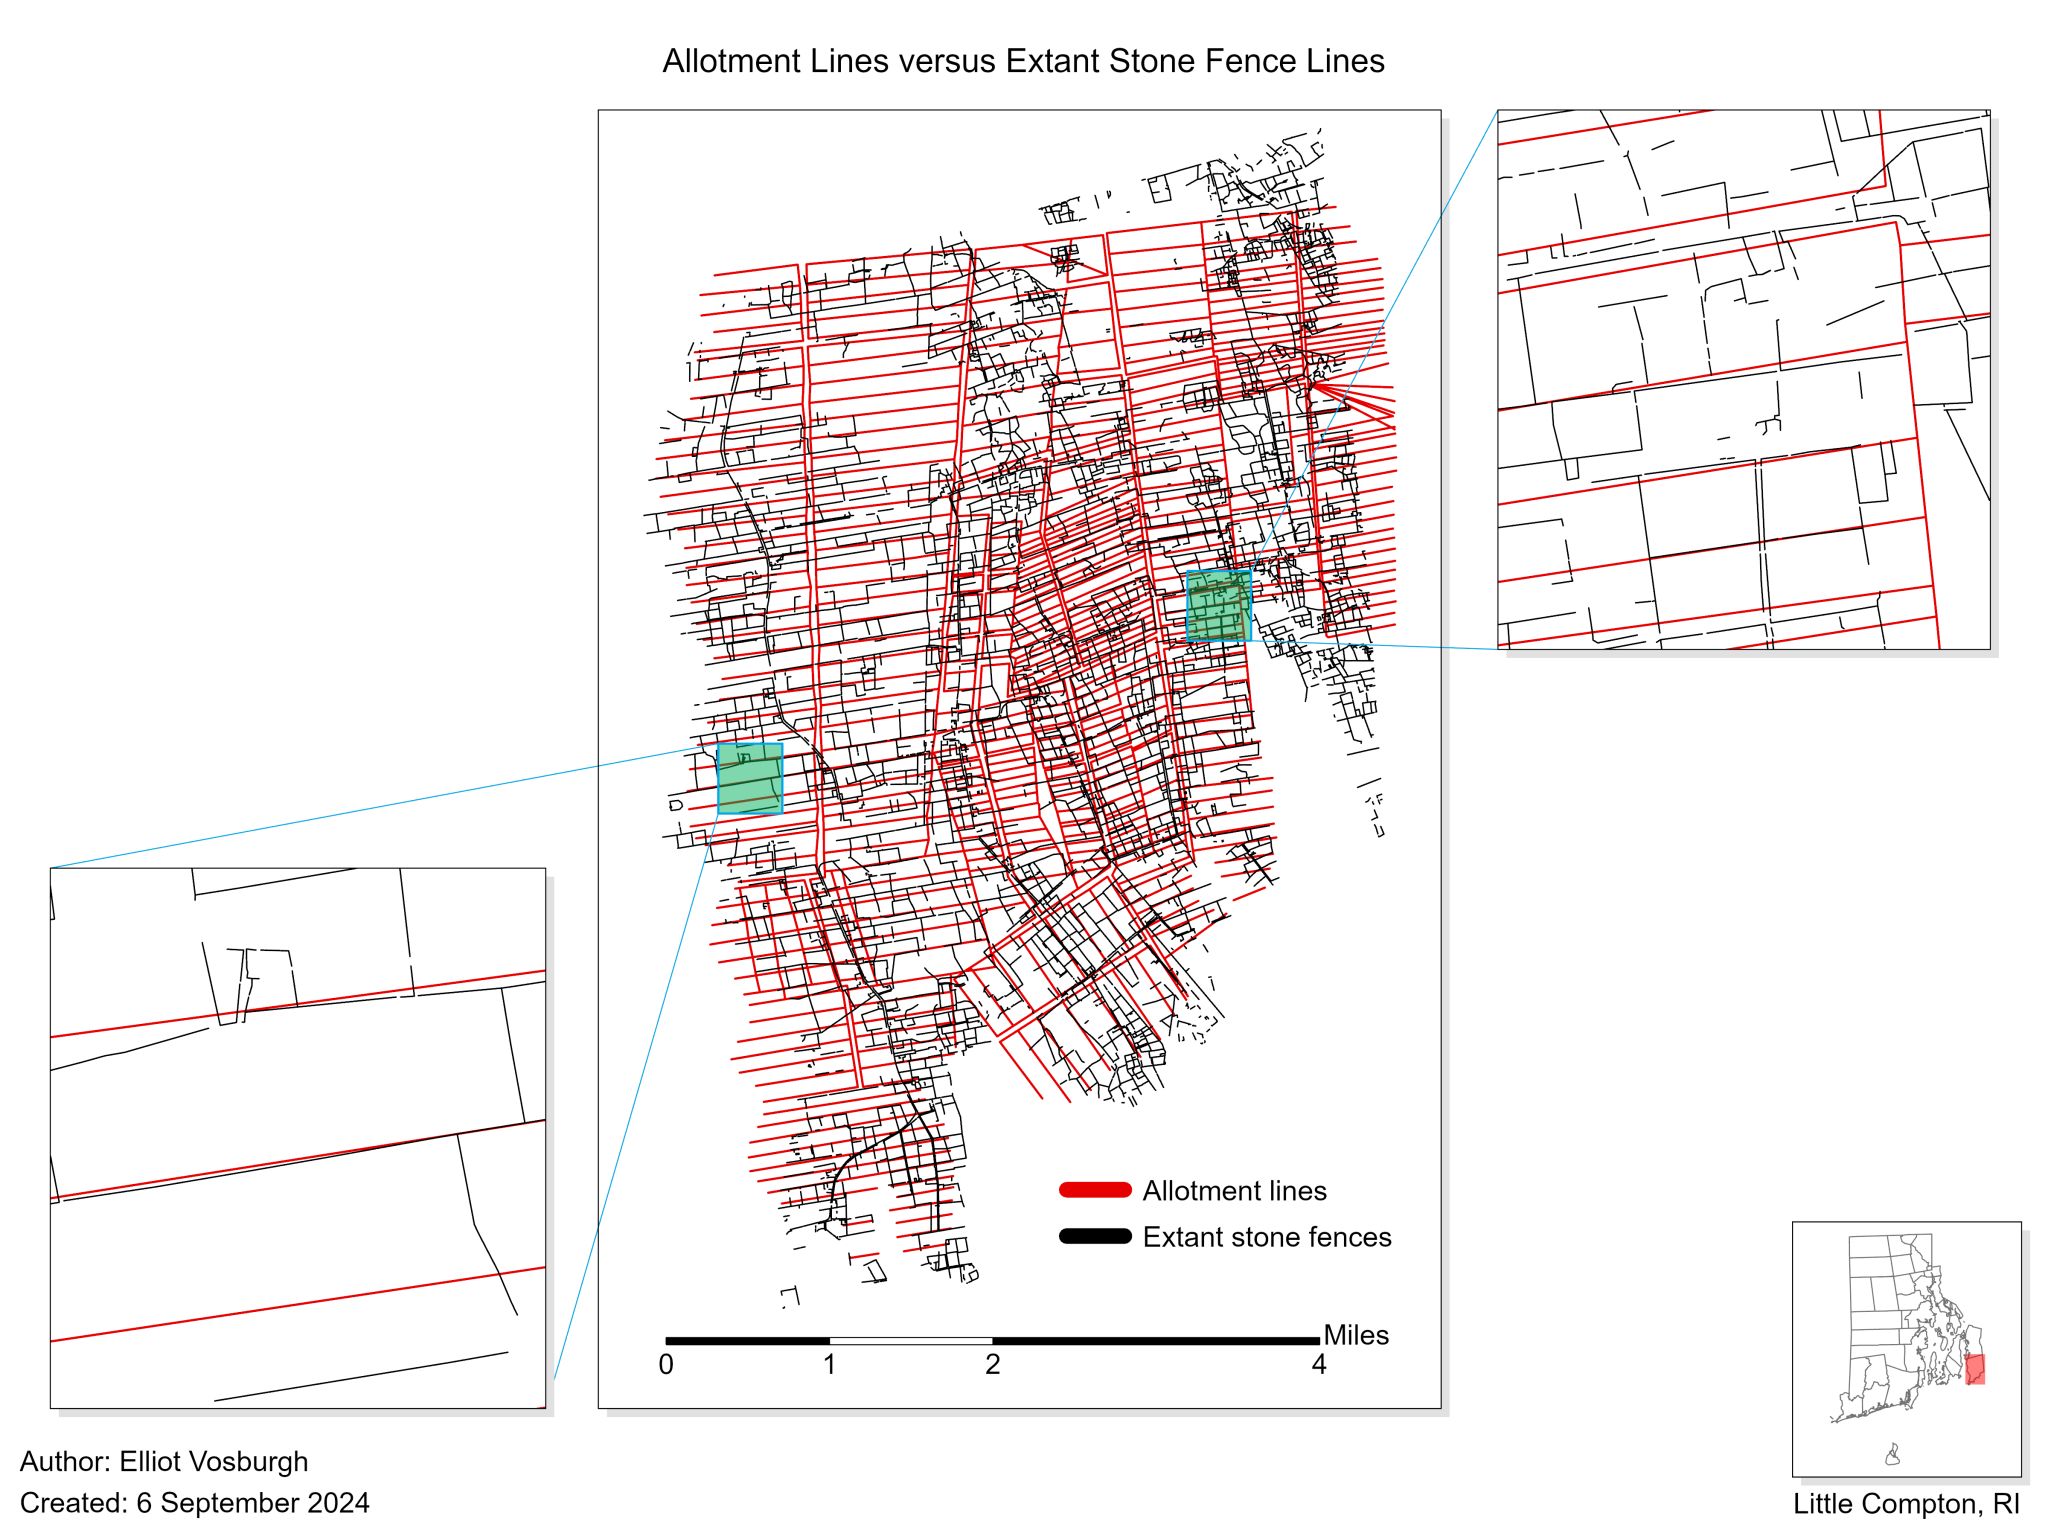 Allotment Lines versus Extant Stone Fence Lines
Allotment lines
Extant stone fences
Miles
0 1 2 4
Author: Elliot Vosburgh
Created: 6 September 2024
Little Compton, RI